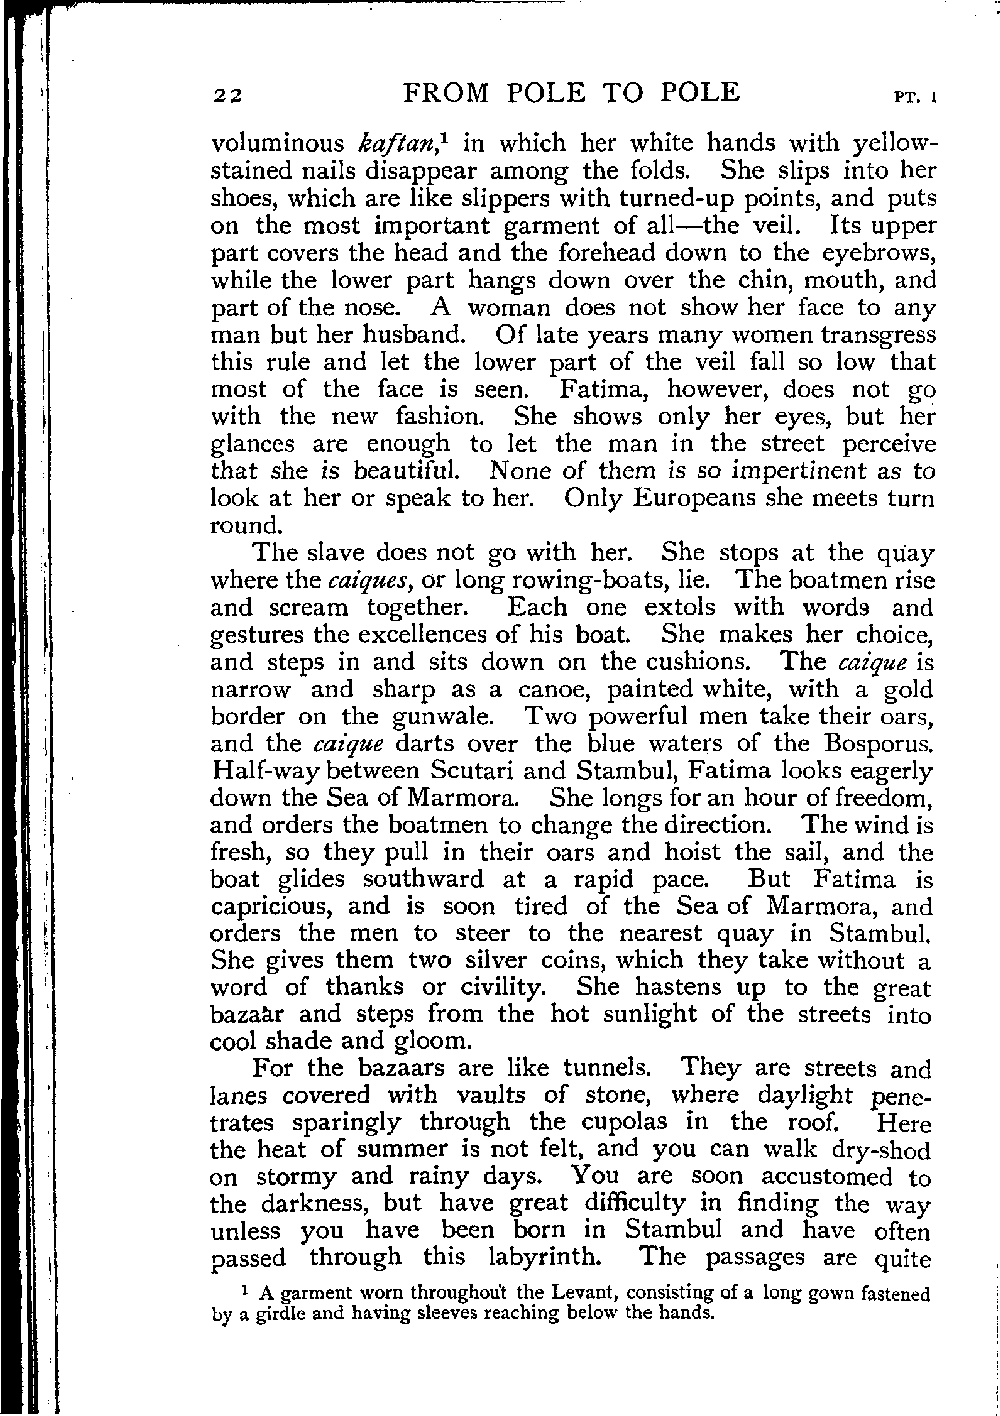 22 FROM POLE TO POLE PT. I
voluminous kaftan,¹ in which her white hands with yellow-
stained nails disappear among the folds. She slips into her
shoes, which are like slippers with turned-up points, and puts
on the most important garment of all—the veil. Its upper
part covers the head and the forehead down to the eyebrows,
while the lower part hangs down over the chin, mouth, and
part of the nose. A woman does not show her face to any
man but her husband. Of late years many women transgress
this rule and let the lower part of the veil fall so low that
most of the face is seen. Fatima, however, does not go
with the new fashion. She shows only her eyes, but her
glances are enough to let the man in the street perceive
that she is beautiful. None of them is so impertinent as to
look at her or speak to her. Only Europeans she meets turn
round.
The slave does not go with her. She stops at the quay
where the caiques, or long rowing-boats, lie. The boatmen rise
and scream together. Each one extols with words and
gestures the excellences of his boat. She makes her choice,
and steps in and sits down on the cushions. The caique is
narrow and sharp as a canoe, painted white, with a gold
border on the gunwale. Two powerful men take their oars,
and the caique darts over the blue waters of the Bosporus.
Half-way between Scutari and Stambul, Fatima looks eagerly
down the Sea of Marmora. She longs for an hour of freedom,
and orders the boatmen to change the direction. The wind is
fresh, so they pull in their oars and hoist the sail, and the
boat glides southward at a rapid pace. But Fatima is
capricious, and is soon tired of the Sea of Marmora, and
orders the men to steer to the nearest quay in Stambul.
She gives them two silver coins, which they take without a
word of thanks or civility. She hastens up to the great
bazaar and steps from the hot sunlight of the streets into
cool shade and gloom.
For the bazaars are like tunnels. They are streets and
lanes covered with vaults of stone, where daylight pene-
trates sparingly through the cupolas in the roof. Here
the heat of summer is not felt, and you can walk dry-shod
on stormy and rainy days. You are soon accustomed to
the darkness, but have great difficulty in finding the way
unless you have been born in Stambul and have often
passed through this labyrinth. The passages are quite
¹ A garment worn throughout the Levant, consisting of a long gown fastened
by a girdle and having sleeves reaching below the hands.